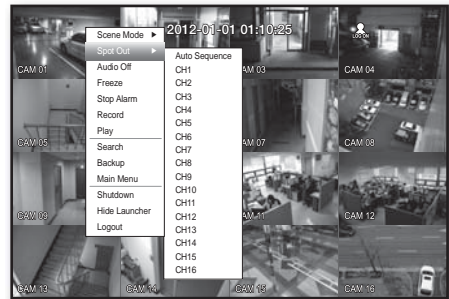 2012-01-01 01:10:25
LOG ON
CAM 01
CAM 03
CAM 04
Scene Mode
Spot Out
Audio Off
Freeze
Stop Alarm
Record
Play
Search
Backup
Main Menu
Shutdown
Hide Launcher
Logout
Auto Sequence
CH1
CH2
CH3
CH4
CH5
CH6
CH7
CH8
CH9
CH10
CH11
CH12
CH13
CH14
CH15
CH16
CAM 05
CAM 07
CAM 08
CAM 09
CAM 11
CAM 12
CAM 13
CAM 14
CAM 15
CAM 16